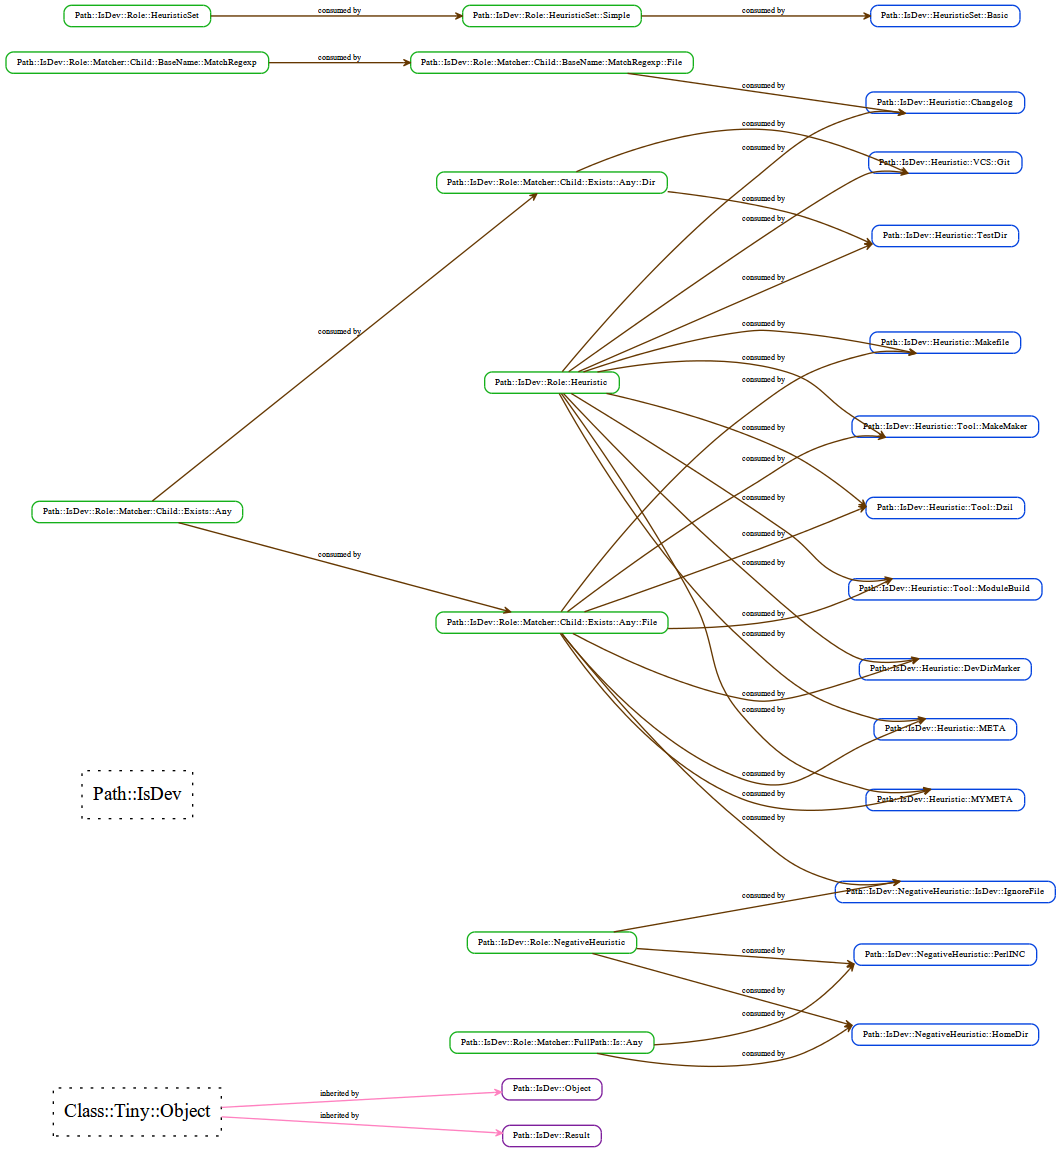 Path::IsDev::Role::HeuristicSet
consumed by
Path::IsDev::Role::HeuristicSet::Simple
consumed by
Path::IsDev::HeuristicSet::Basic
Path::IsDev::Role::Matcher::Child::BaseName::MatchRegexp
consumed by
Path::IsDev::Role::Matcher::Child::BaseName::MatchRegexp::File
consumed by
Path::IsDev::Heuristic::Changelog
consumed by
Path::IsDev::Heuristic::VCS::Git
Path::IsDev::Role::Matcher::Child::Exists::Any::Dir
consumed by
consumed by
Path::IsDev::Heuristic::TestDir
consumed by
consumed by
consumed by
consumed by
Path::IsDev::Heuristic::Makefile
consumed by
Path::IsDev::Role::Heuristic
consumed by
consumed by
Path::IsDev::Heuristic::Tool::MakeMaker
consumed by
consumed by
Path::IsDev::Role::Matcher::Child::Exists::Any
Path::IsDev::Heuristic::Tool::Dzil
consumed by
consumed by
consumed by
Path::IsDev::Heuristic::Tool::ModuleBuild
consumed by
Path::IsDev::Role::Matcher::Child::Exists::Any::File
consumed by
Path::IsDev::Heuristic::DevDirMarker
consumed by
consumed by
Path::IsDev::Heuristic::META
consumed by
Path::IsDev
consumed by
Path::IsDev::Heuristic::MYMETA
consumed by
Path::IsDev::NegativeHeuristic::IsDev::IgnoreFile
consumed by
Path::IsDev::Role::NegativeHeuristic
consumed by
Path::IsDev::NegativeHeuristic::PerlINC
consumed by
consumed by
Path::IsDev::NegativeHeuristic::HomeDir
Path::IsDev::Role::Matcher::FullPath::Is::Any
consumed by
Path::IsDev::Object
inherited by
Class::Tiny::Object
inherited by
Path::IsDev::Result